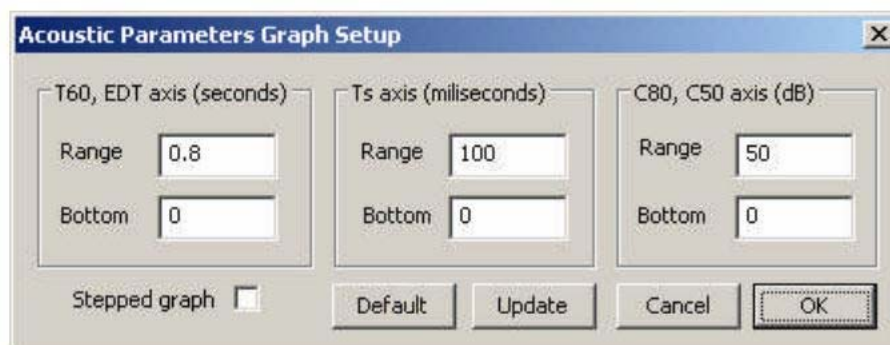 Acoustic Parameters Graph Setup
T60, EDT axis (seconds)
Range 0.8
Bottom 0
Ts axis (miliseconds)
Range 100
Bottom 0
C80, C50 axis (dB)
Range 50
Bottom 0
Stepped graph
Default
Update
Cancel
OK